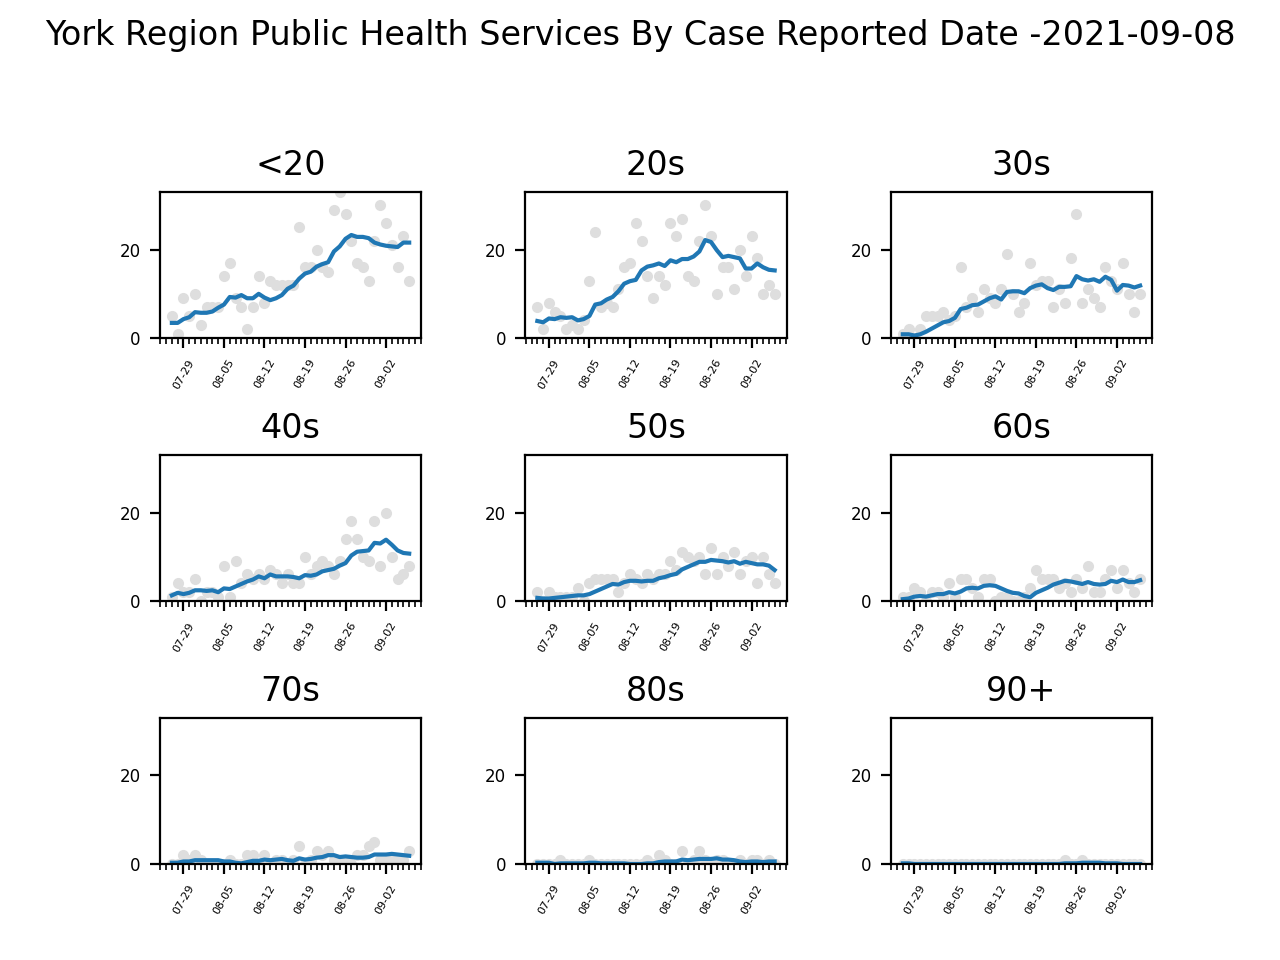 York Region Public Health Services By Case Reported Date -2021-09-08
<20 20s 30s
20 20 20
0 0 0
07-29 08-05 08-12 08-19 08-26 09-02 07-29 08-05 08-12 08-19 08-26 09-02 07-29 08-05 08-12 08-19 08-26 09-02
40s 50s 60s
20 20 20
0 0 0
07-29 08-05 08-12 08-19 08-26 09-02 07-29 08-05 08-12 08-19 08-26 09-02 07-29 08-05 08-12 08-19 08-26 09-02
70s 80s 90+
20 20 20
0 0 0
07-29 08-05 08-12 08-19 08-26 09-02 07-29 08-05 08-12 08-19 08-26 09-02 07-29 08-05 08-12 08-19 08-26 09-02